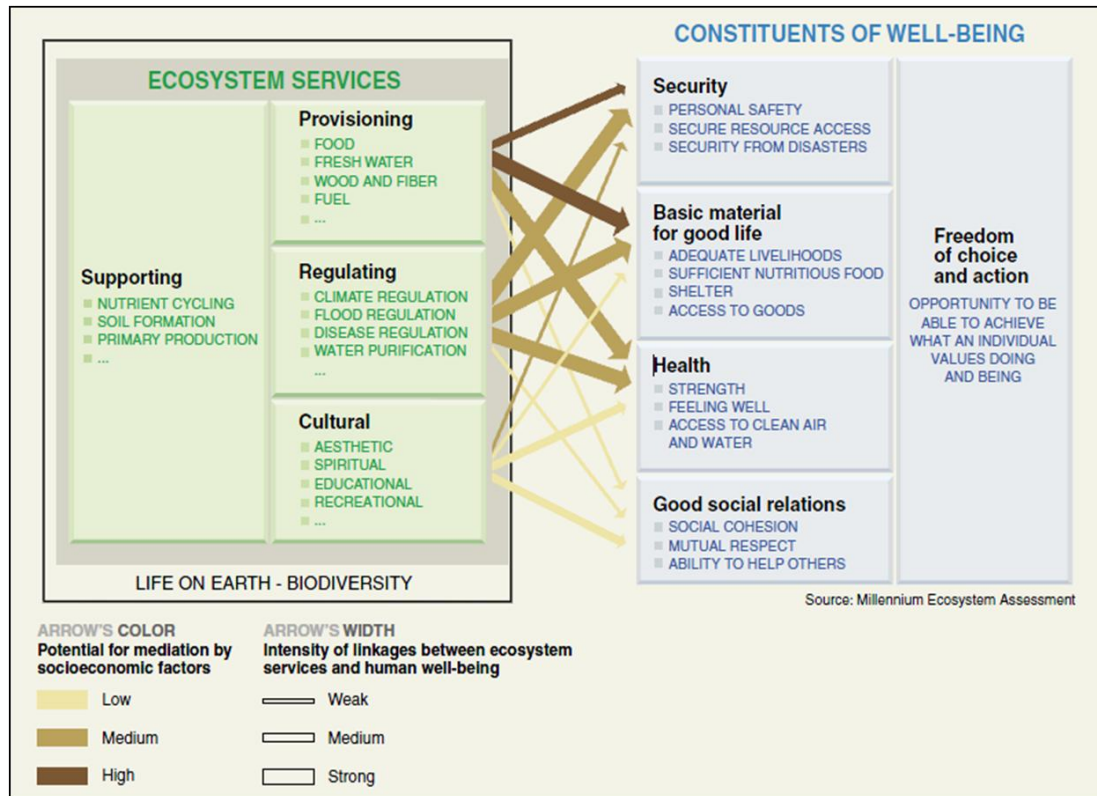 ECOSYSTEM SERVICES
Supporting
NUTRIENT CYCLING
SOIL FORMATION
PRIMARY PRODUCTION
...
Provisioning
FOOD
FRESH WATER
WOOD AND FIBER
FUEL
...
Regulating
CLIMATE REGULATION
FLOOD REGULATION
DISEASE REGULATION
WATER PURIFICATION
...
Cultural
AESTHETIC
SPIRITUAL
EDUCATIONAL
RECREATIONAL
...
LIFE ON EARTH - BIODIVERSITY
CONSTITUENTS OF WELL-BEING
Security
PERSONAL SAFETY
SECURE RESOURCE ACCESS
SECURITY FROM DISASTERS
Basic material
for good life
ADEQUATE LIVELIHOODS
SUFFICIENT NUTRITIOUS FOOD
SHELTER
ACCESS TO GOODS
Health
STRENGTH
FEELING WELL
ACCESS TO CLEAN AIR
AND WATER
Good social relations
SOCIAL COHESION
MUTUAL RESPECT
ABILITY TO HELP OTHERS
Freedom
of choice
and action
OPPORTUNITY TO BE
ABLE TO ACHIEVE
WHAT AN INDIVIDUAL
VALUES DOING
AND BEING
Source: Millennium Ecosystem Assessment
ARROW'S COLOR
Potential for mediation by
socioeconomic factors
Low
Medium
High
ARROW'S WIDTH
Intensity of linkages between ecosystem
services and human well-being
Weak
Medium
Strong